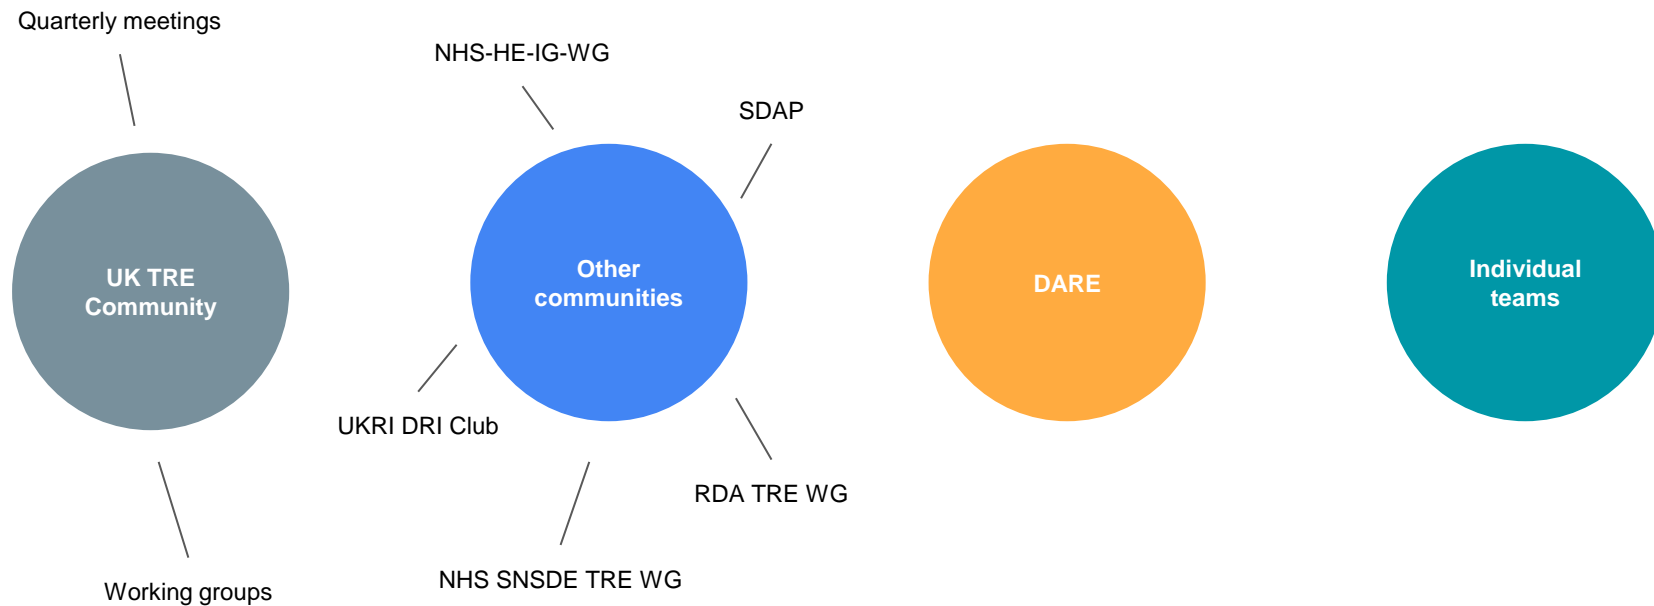 Quarterly meetings
NHS-HE-IG-WG
SDAP
UK TRE
Community
Other
communities
DARE
Individual
teams
UKRI DRI Club
RDA TRE WG
NHS SNSDE TRE WG
Working groups